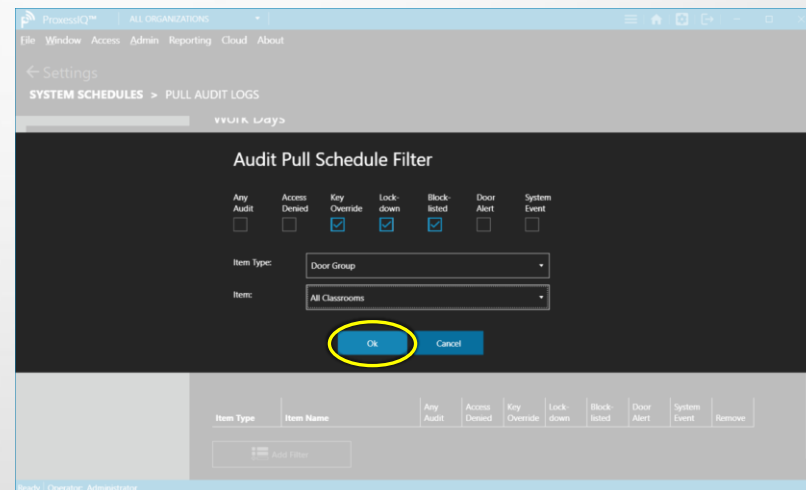 ProxessIQ™ ALL ORGANIZATIONS
File Window Access Admin Reporting Cloud About
← Settings
SYSTEM SCHEDULES > PULL AUDIT LOGS
Work Days
Audit Pull Schedule Filter
Any Audit Access Denied Key Override Lock-down Block-listed Door Alert System Event
Item Type: Door Group
Item: All Classrooms
Ok Cancel
Item Type Item Name Any Audit Access Denied Key Override Lock-down Block-listed Door Alert System Event Remove
Add Filter
Ready Operator: Administrator